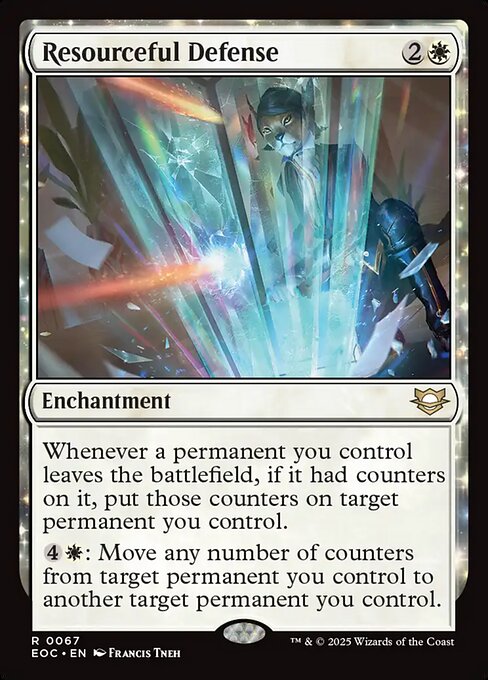 Resourceful Defense 2
Enchantment
Whenever a permanent you control
leaves the battlefield, if it had counters
on it, put those counters on target
permanent you control.
4 : Move any number of counters
from target permanent you control to
another target permanent you control.
R 0067
EOC • EN Francis Tneh
™ & © 2025 Wizards of the Coast